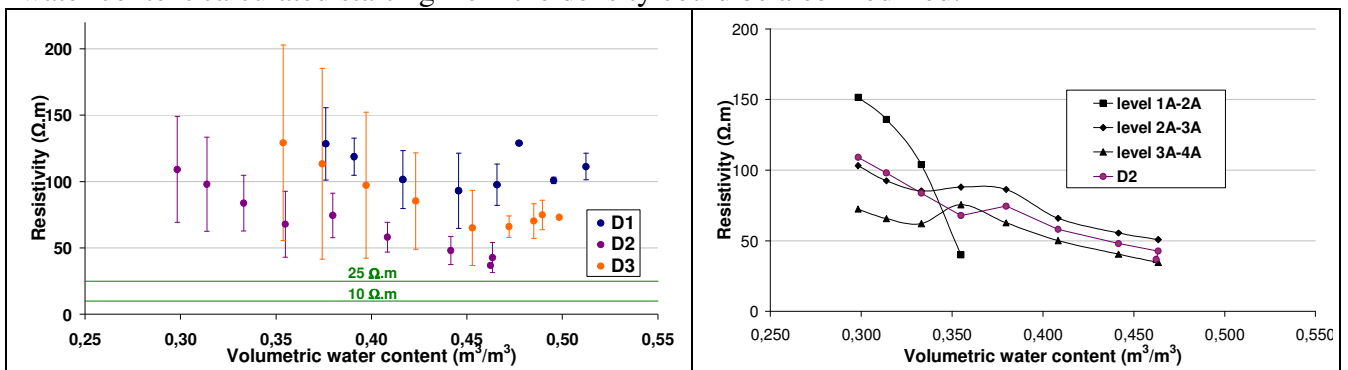 200
150
100
50
0
Resistivity (Ω.m)
25 Ω.m
10 Ω.m
D1
D2
D3
0,25 0,30 0,35 0,40 0,45 0,50 0,55
Volumetric water content (m³/m³)
200
150
100
50
0
Resistivity (Ω.m)
level 1A-2A
level 2A-3A
level 3A-4A
D2
0,250 0,300 0,350 0,400 0,450 0,500 0,550
Volumetric water content (m³/m³)